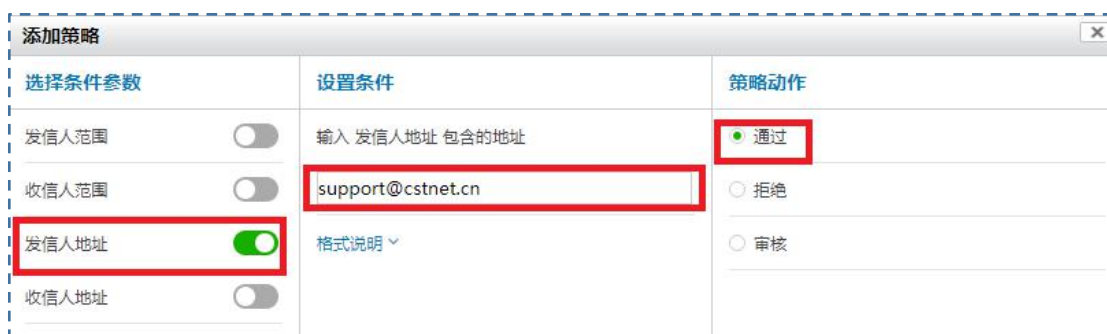 添加策略
选择条件参数
设置条件
策略动作
发信人范围
输入 发信人地址 包含的地址
通过
收信人范围
support@cstnet.cn
拒绝
发信人地址
格式说明
审核
收信人地址